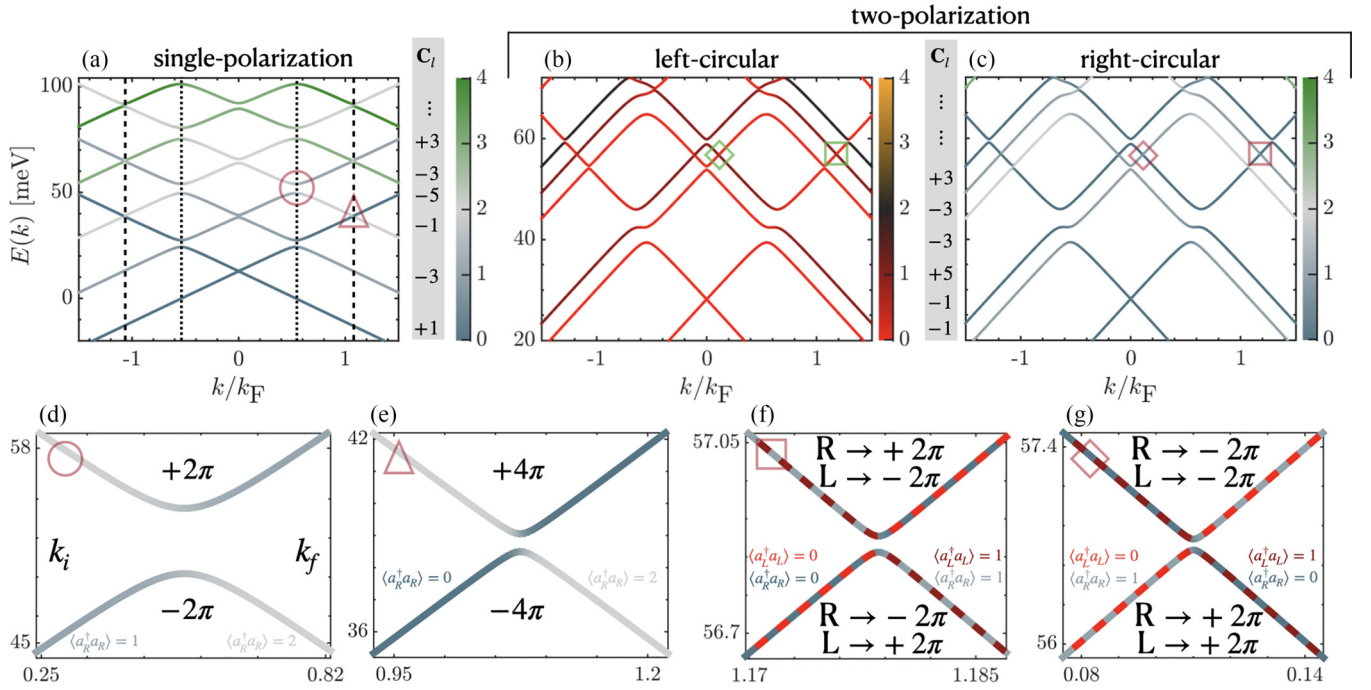 two-polarization
(a) single-polarization
C_l
(b) left-circular
C_l
(c) right-circular
E(k) [meV]
100
50
0
-1
0
1
k/k_F
⋮
+3
-3
-5
-1
-3
+1
4
3
2
1
0
60
40
20
-1
0
1
k/k_F
4
3
2
1
0
⋮
⋮
+3
-3
-3
+5
-1
-1
-1
0
1
k/k_F
4
3
2
1
0
(d)
58
45
+2π
k_i
k_f
-2π
⟨a_R^†a_R⟩ = 1
⟨a_R^†a_R⟩ = 2
0.25
0.82
(e)
42
36
+4π
⟨a_R^†a_R⟩ = 0
⟨a_R^†a_R⟩ = 2
-4π
0.95
1.2
(f)
57.05
56.7
R → + 2π
L → - 2π
⟨a_L^†a_L⟩ = 0
⟨a_R^†a_R⟩ = 0
⟨a_L^†a_L⟩ = 1
⟨a_R^†a_R⟩ = 1
R → - 2π
L → + 2π
1.17
1.185
(g)
57.4
56
R → - 2π
L → - 2π
⟨a_L^†a_L⟩ = 0
⟨a_R^†a_R⟩ = 1
⟨a_L^†a_L⟩ = 1
⟨a_R^†a_R⟩ = 0
R → + 2π
L → + 2π
0.08
0.14